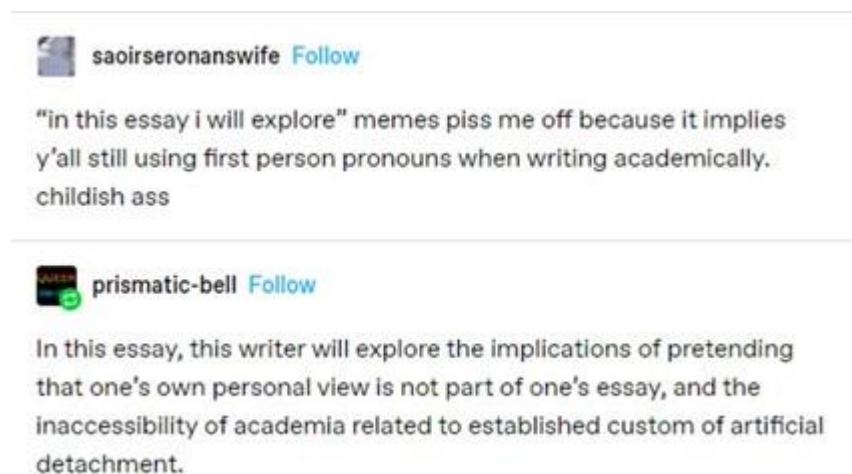 saoirseronanswife Follow
“in this essay i will explore” memes piss me off because it implies
y’all still using first person pronouns when writing academically.
childish ass
prismatic-bell Follow
In this essay, this writer will explore the implications of pretending
that one’s own personal view is not part of one’s essay, and the
inaccessibility of academia related to established custom of artificial
detachment.